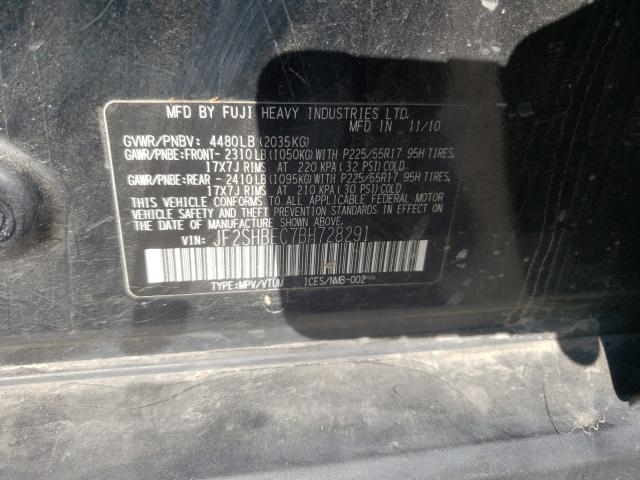 MFD BY FUJI HEAVY INDUSTRIES LTD.
MFD IN 11/10
GVWR/PNBV: 4480LB (2035KG)
GAWR/PNBE:FRONT- 2310LB(1050KG)WITH P225/55R17 95H TIRES,
17X7J RIMS AT 220 KPA (32 PSI) COLD
GAWR/PNBE:REAR - 2410LB(1095KG)WITH P225/55R17 95H TIRES,
17X7J RIMS AT 210 KPA (30 PSI) COLD
THIS VEHICLE CONFORMS TO ALL APPLICABLE FEDERAL MOTOR
VEHICLE SAFETY AND BUMPER STANDARDS IN EFFECT ON
THE DATE OF MANUFACTURE SHOWN ABOVE.
VIN: JF2SHBEC7BH728291
TYPE:MPV/VTUM 1CES/NMB-002